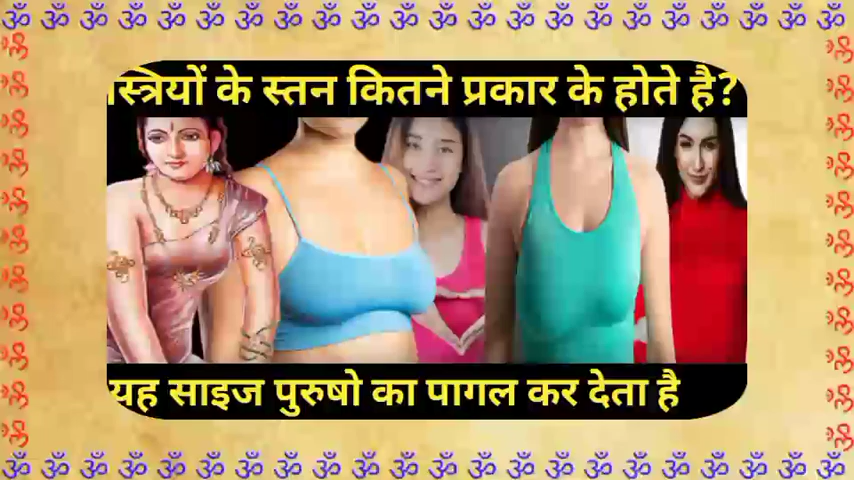 ॐ ॐ ॐ ॐ ॐ ॐ ॐ ॐ ॐ ॐ ॐ ॐ ॐ ॐ ॐ ॐ ॐ ॐ ॐ ॐ ॐ ॐ
स्त्रियों के स्तन कितने प्रकार के होते है?
यह साइज पुरुषो का पागल कर देता है
ॐ ॐ ॐ ॐ ॐ ॐ ॐ ॐ ॐ ॐ ॐ ॐ ॐ ॐ ॐ ॐ ॐ ॐ ॐ ॐ ॐ ॐ